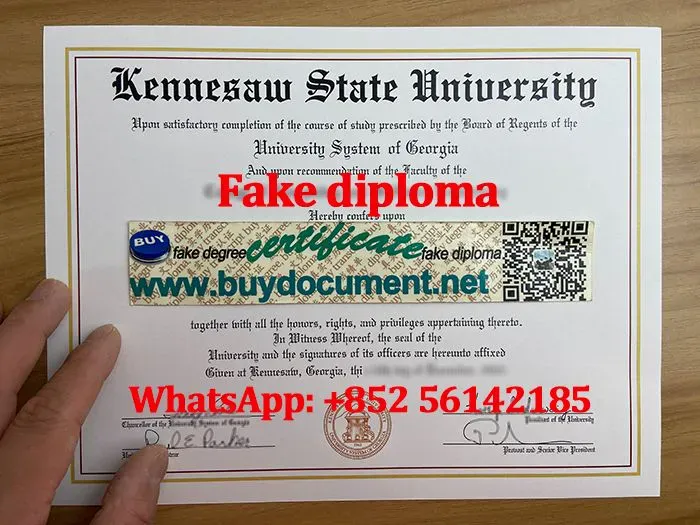 Kennesaw State University
Upon satisfactory completion of the course of study prescribed by the Board of Regents of the
University System of Georgia
And upon recommendation of the Faculty of the
Fake diploma
Hereby confers upon
BUY fake degree certificate fake diploma
www.buydocument.net
together with all the honors, rights, and privileges appertaining thereto.
In Witness Whereof, the seal of the
University and the signatures of its officers are hereunto affixed
Given at Kennesaw, Georgia, thi
WhatsApp: +852 56142185
Chancellor of the University System of Georgia
President of the University
Provost and Senior Vice President